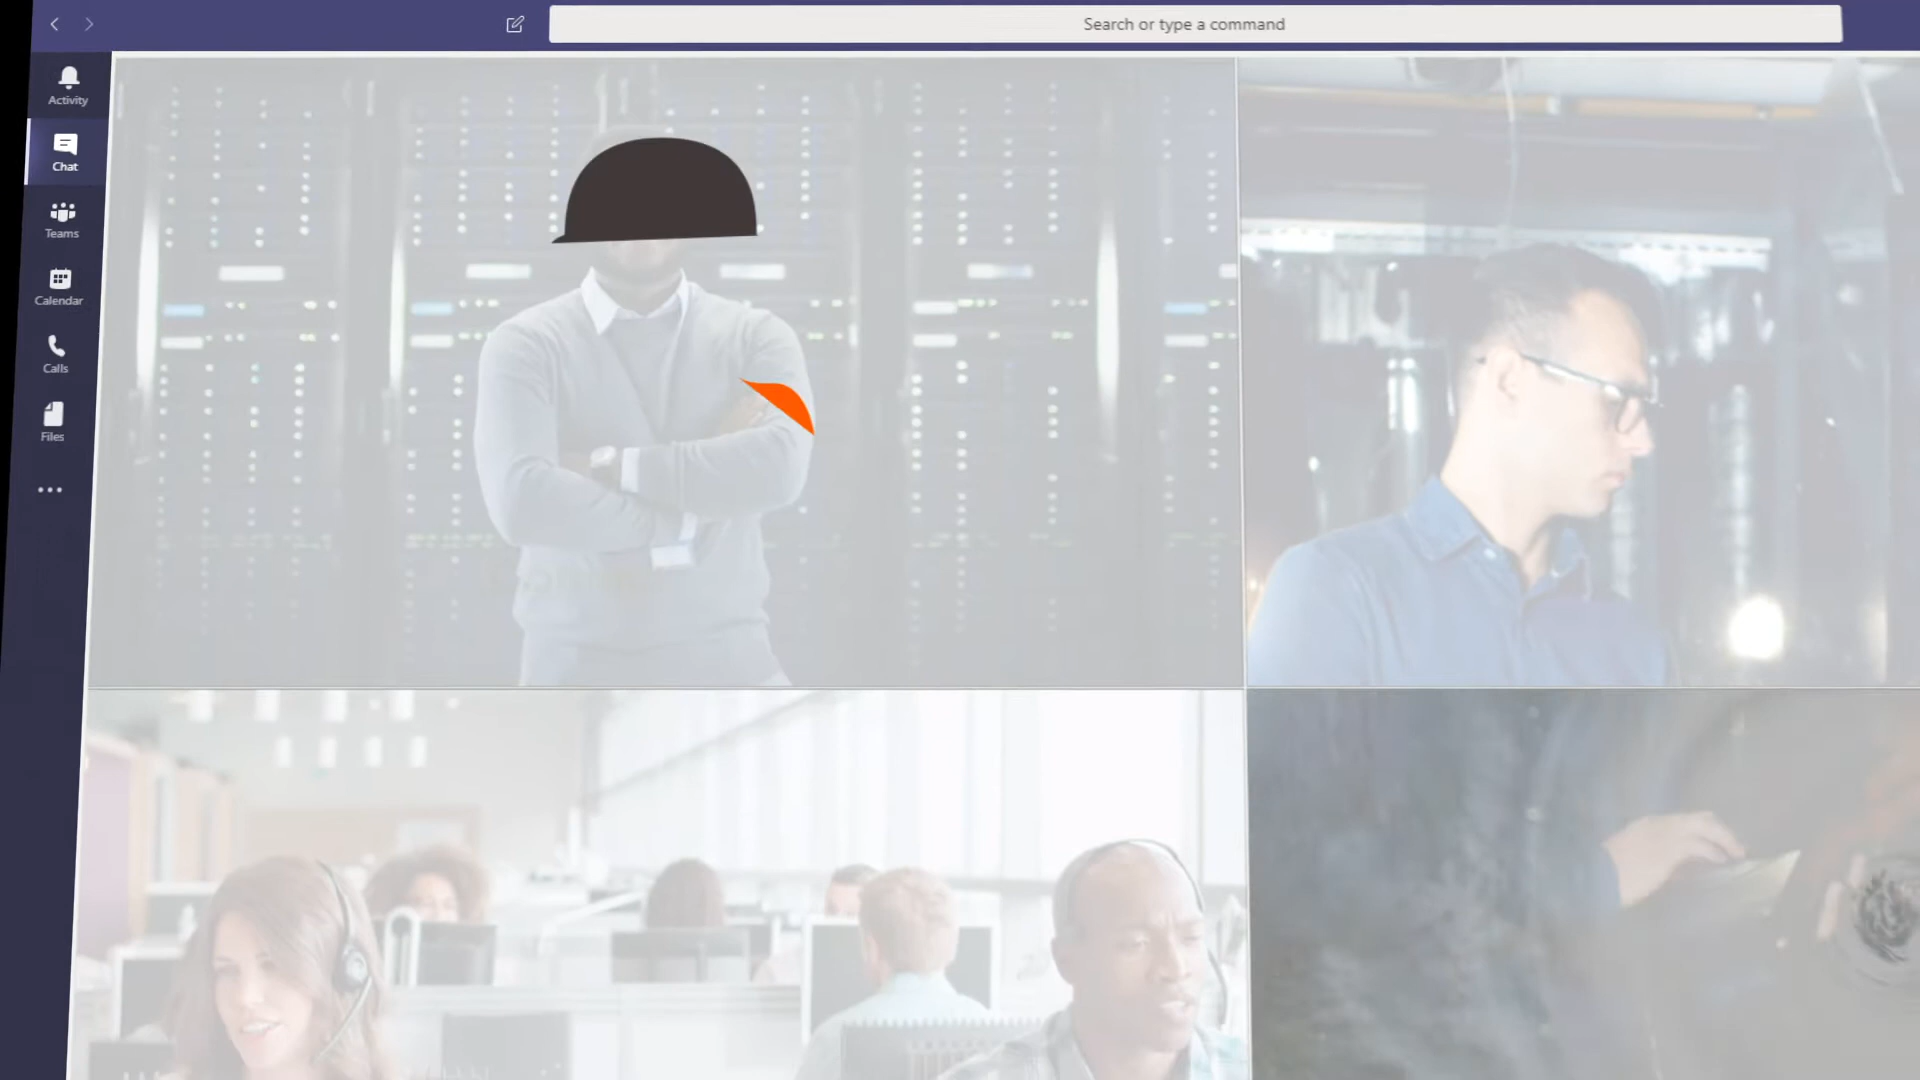 Search or type a command
Activity
Chat
Teams
Calendar
Calls
Files